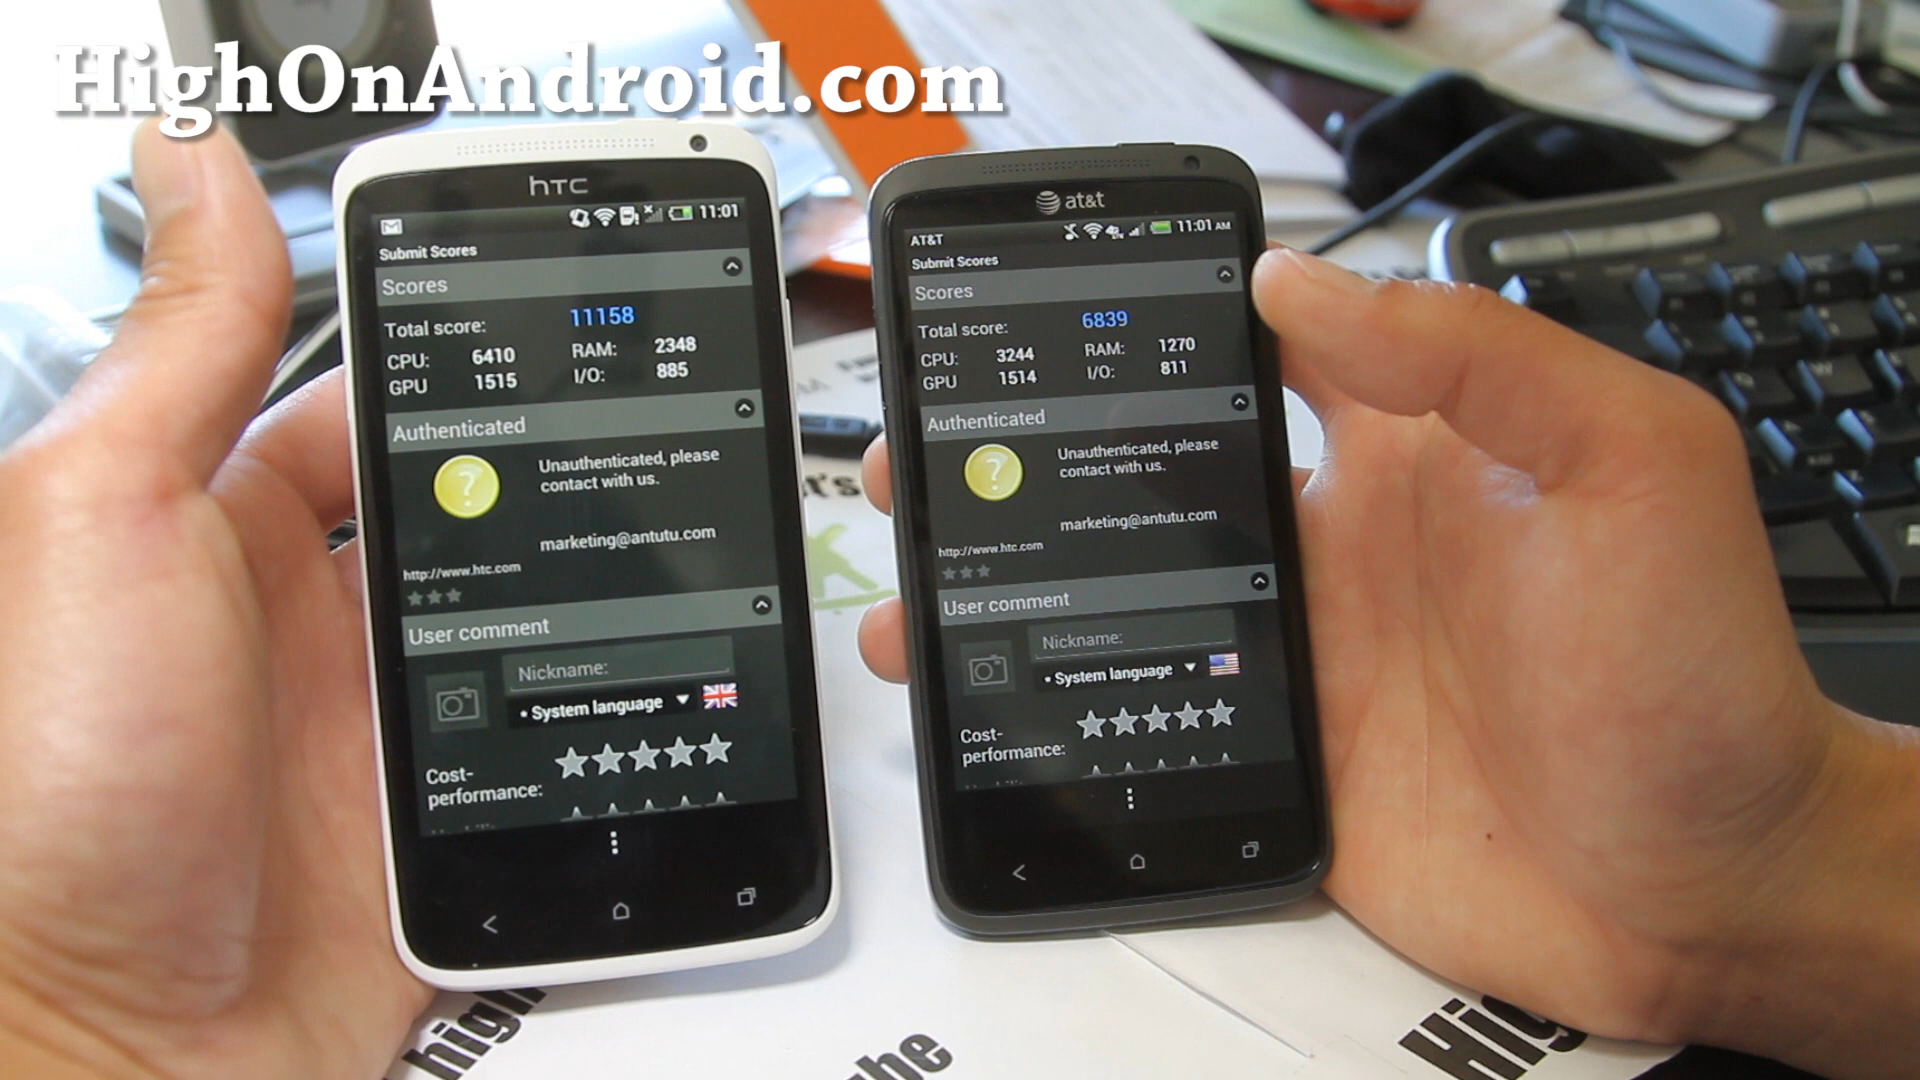 HighOnAndroid.com
hTC
11:01
Submit Scores
Scores
Total score: 11158
CPU: 6410 RAM: 2348
GPU 1515 I/O: 885
Authenticated
?
Unauthenticated, please
contact with us.
marketing@antutu.com
http://www.htc.com
User comment
Nickname:
• System language
Cost-
performance:
at&t
AT&T 11:01 AM
Submit Scores
Scores
Total score: 6839
CPU: 3244 RAM: 1270
GPU 1514 I/O: 811
Authenticated
?
Unauthenticated, please
contact with us.
marketing@antutu.com
http://www.htc.com
User comment
Nickname:
• System language
Cost-
performance:
high
be
High